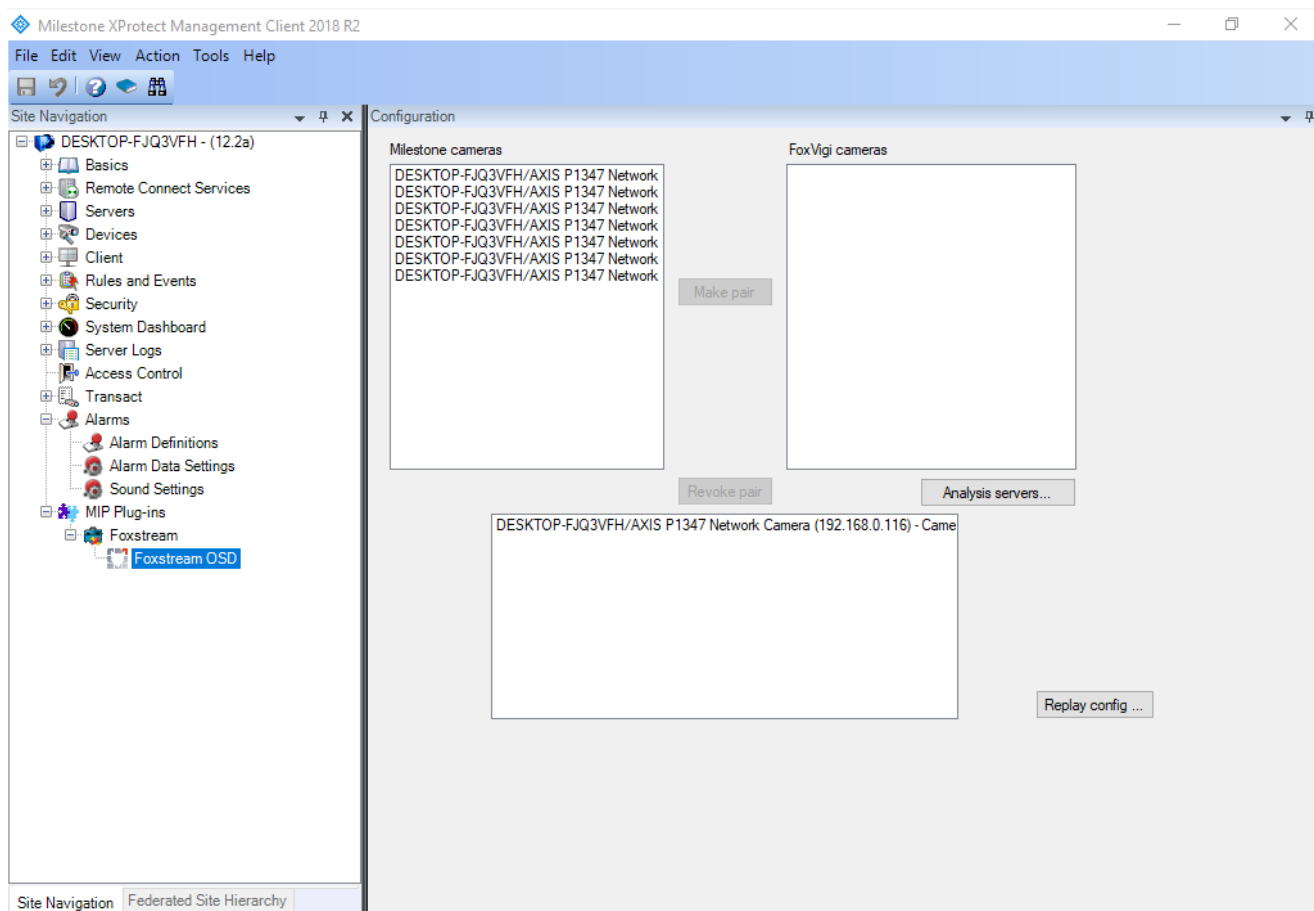 Milestone XProtect Management Client 2018 R2
File Edit View Action Tools Help
Site Navigation
DESKTOP-FJQ3VFH - (12.2a)
Basics
Remote Connect Services
Servers
Devices
Client
Rules and Events
Security
System Dashboard
Server Logs
Access Control
Transact
Alarms
Alarm Definitions
Alarm Data Settings
Sound Settings
MIP Plug-ins
Foxstream
Foxstream OSD
Site Navigation Federated Site Hierarchy
Configuration
Milestone cameras
DESKTOP-FJQ3VFH/AXIS P1347 Network
DESKTOP-FJQ3VFH/AXIS P1347 Network
DESKTOP-FJQ3VFH/AXIS P1347 Network
DESKTOP-FJQ3VFH/AXIS P1347 Network
DESKTOP-FJQ3VFH/AXIS P1347 Network
DESKTOP-FJQ3VFH/AXIS P1347 Network
DESKTOP-FJQ3VFH/AXIS P1347 Network
Make pair
FoxVigi cameras
Revoke pair
Analysis servers...
DESKTOP-FJQ3VFH/AXIS P1347 Network Camera (192.168.0.116) - Came
Replay config ...